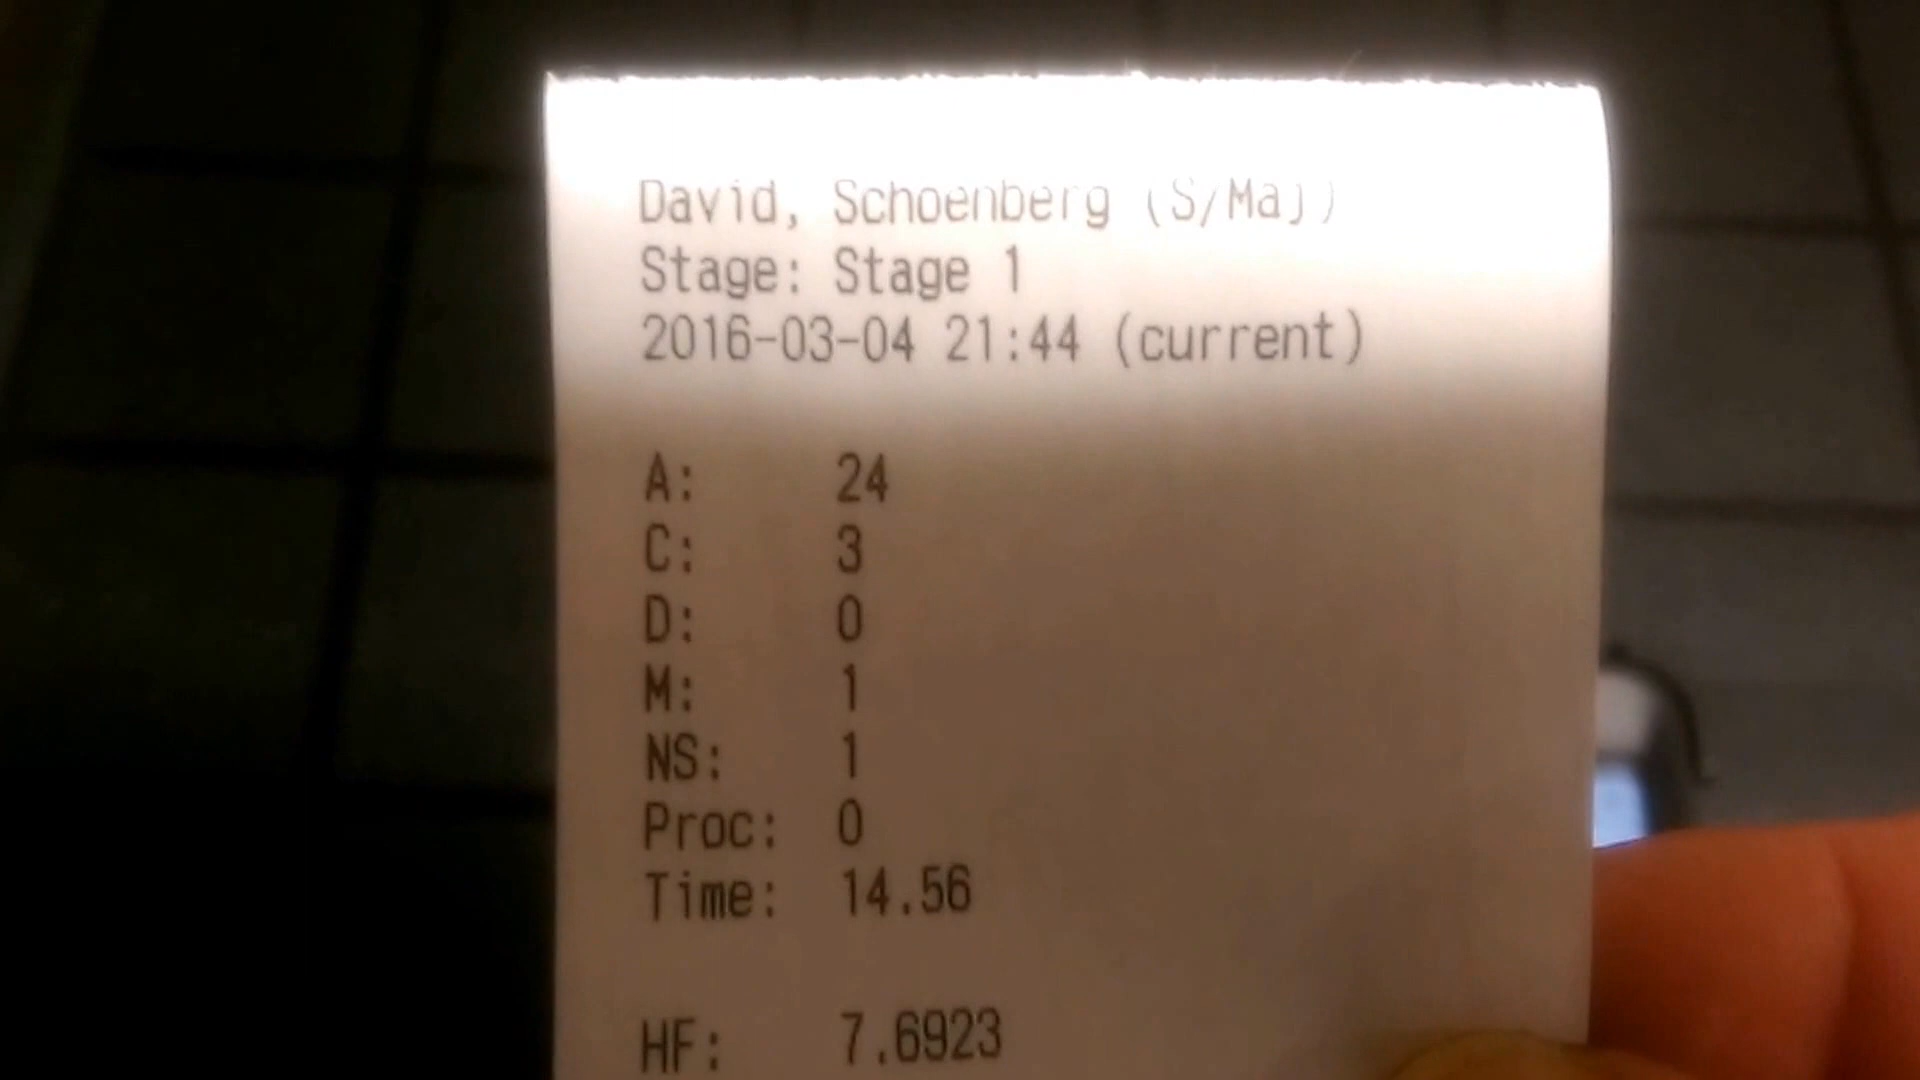 David, Schoenberg (S/Maj)
Stage: Stage 1
2016-03-04 21:44 (current)
A: 24
C: 3
D: 0
M: 1
NS: 1
Proc: 0
Time: 14.56
HF: 7.6923